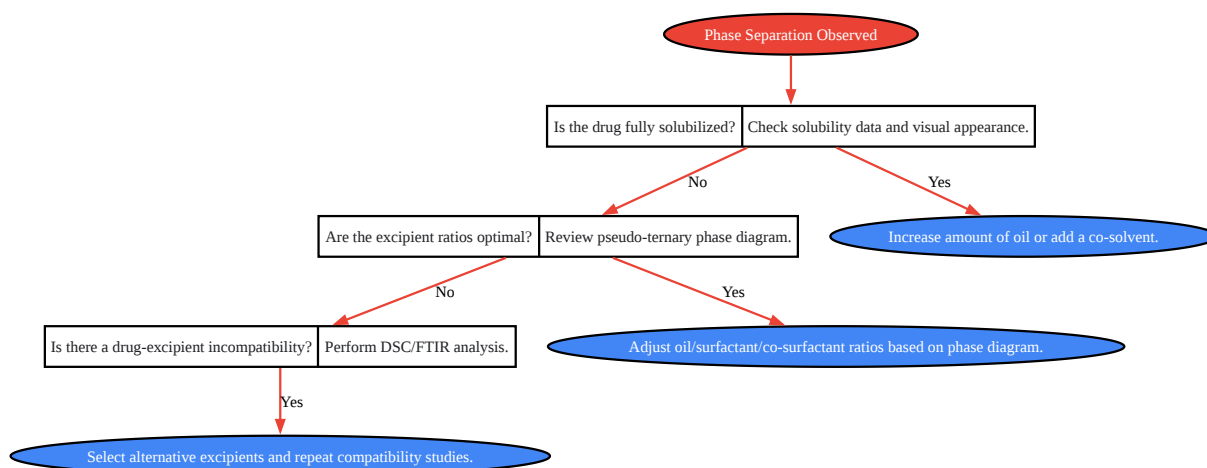 Phase Separation Observed
Is the drug fully solubilized? Check solubility data and visual appearance.
No Yes
Are the excipient ratios optimal? Review pseudo-ternary phase diagram. Increase amount of oil or add a co-solvent.
No Yes
Is there a drug-excipient incompatibility? Perform DSC/FTIR analysis. Adjust oil/surfactant/co-surfactant ratios based on phase diagram.
Yes
Select alternative excipients and repeat compatibility studies.